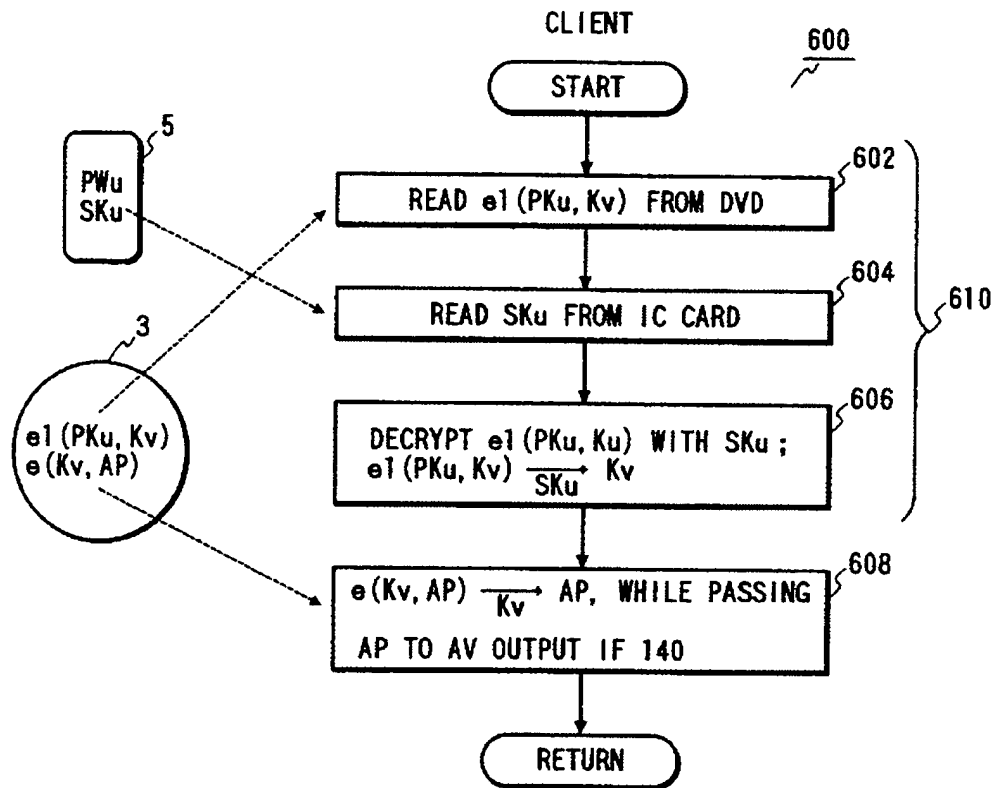 CLIENT
600
START
5
PWu
SKu
602
READ e1(PKu, Kv) FROM DVD
604
READ SKu FROM IC CARD
610
3
e1(PKu, Kv)
e(Kv, AP)
606
DECRYPT e1(PKu, Ku) WITH SKu ;
e1(PKu, Kv) → Kv
SKu
608
e(Kv, AP) → AP, WHILE PASSING
Kv
AP TO AV OUTPUT IF 140
RETURN